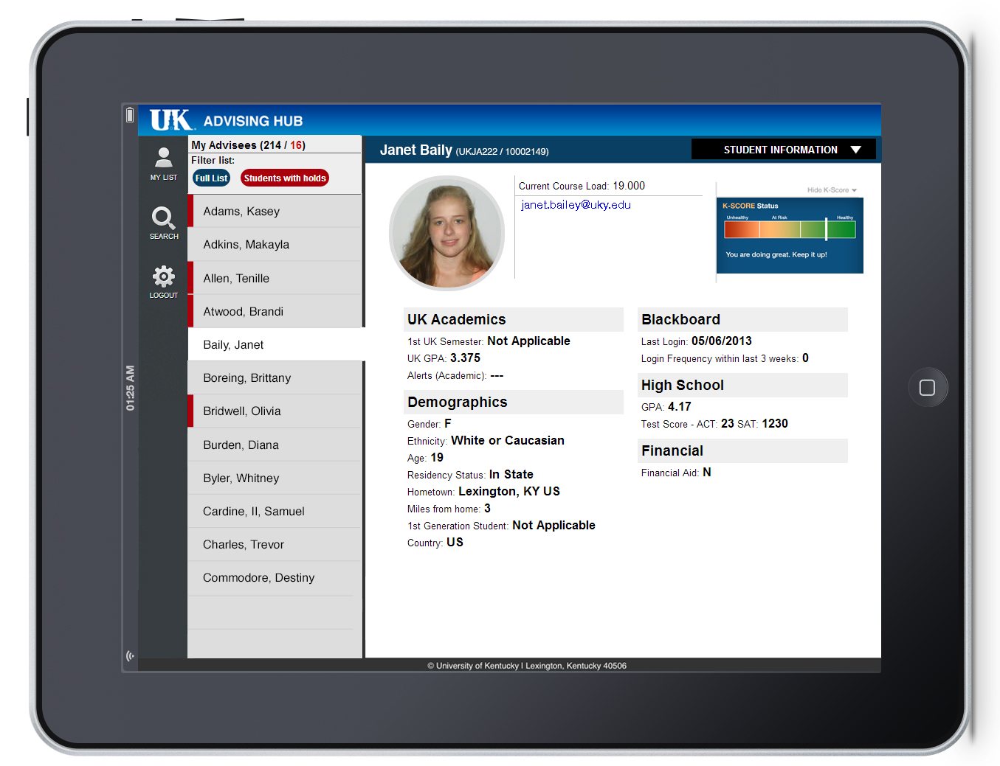 01:25 AM
UK ADVISING HUB
MY LIST
SEARCH
LOGOUT
My Advisees (214 / 16)
Filter list:
Full List Students with holds
Adams, Kasey
Adkins, Makayla
Allen, Tenille
Atwood, Brandi
Baily, Janet
Boreing, Brittany
Bridwell, Olivia
Burden, Diana
Byler, Whitney
Cardine, II, Samuel
Charles, Trevor
Commodore, Destiny
Janet Baily (UKJA222 / 10002149)
STUDENT INFORMATION
Current Course Load: 19.000
janet.bailey@uky.edu
Hide K-Score
K-SCORE Status
Unhealthy At Risk Healthy
You are doing great. Keep it up!
UK Academics
1st UK Semester: Not Applicable
UK GPA: 3.375
Alerts (Academic): ---
Demographics
Gender: F
Ethnicity: White or Caucasian
Age: 19
Residency Status: In State
Hometown: Lexington, KY US
Miles from home: 3
1st Generation Student: Not Applicable
Country: US
Blackboard
Last Login: 05/06/2013
Login Frequency within last 3 weeks: 0
High School
GPA: 4.17
Test Score - ACT: 23 SAT: 1230
Financial
Financial Aid: N
© University of Kentucky | Lexington, Kentucky 40506